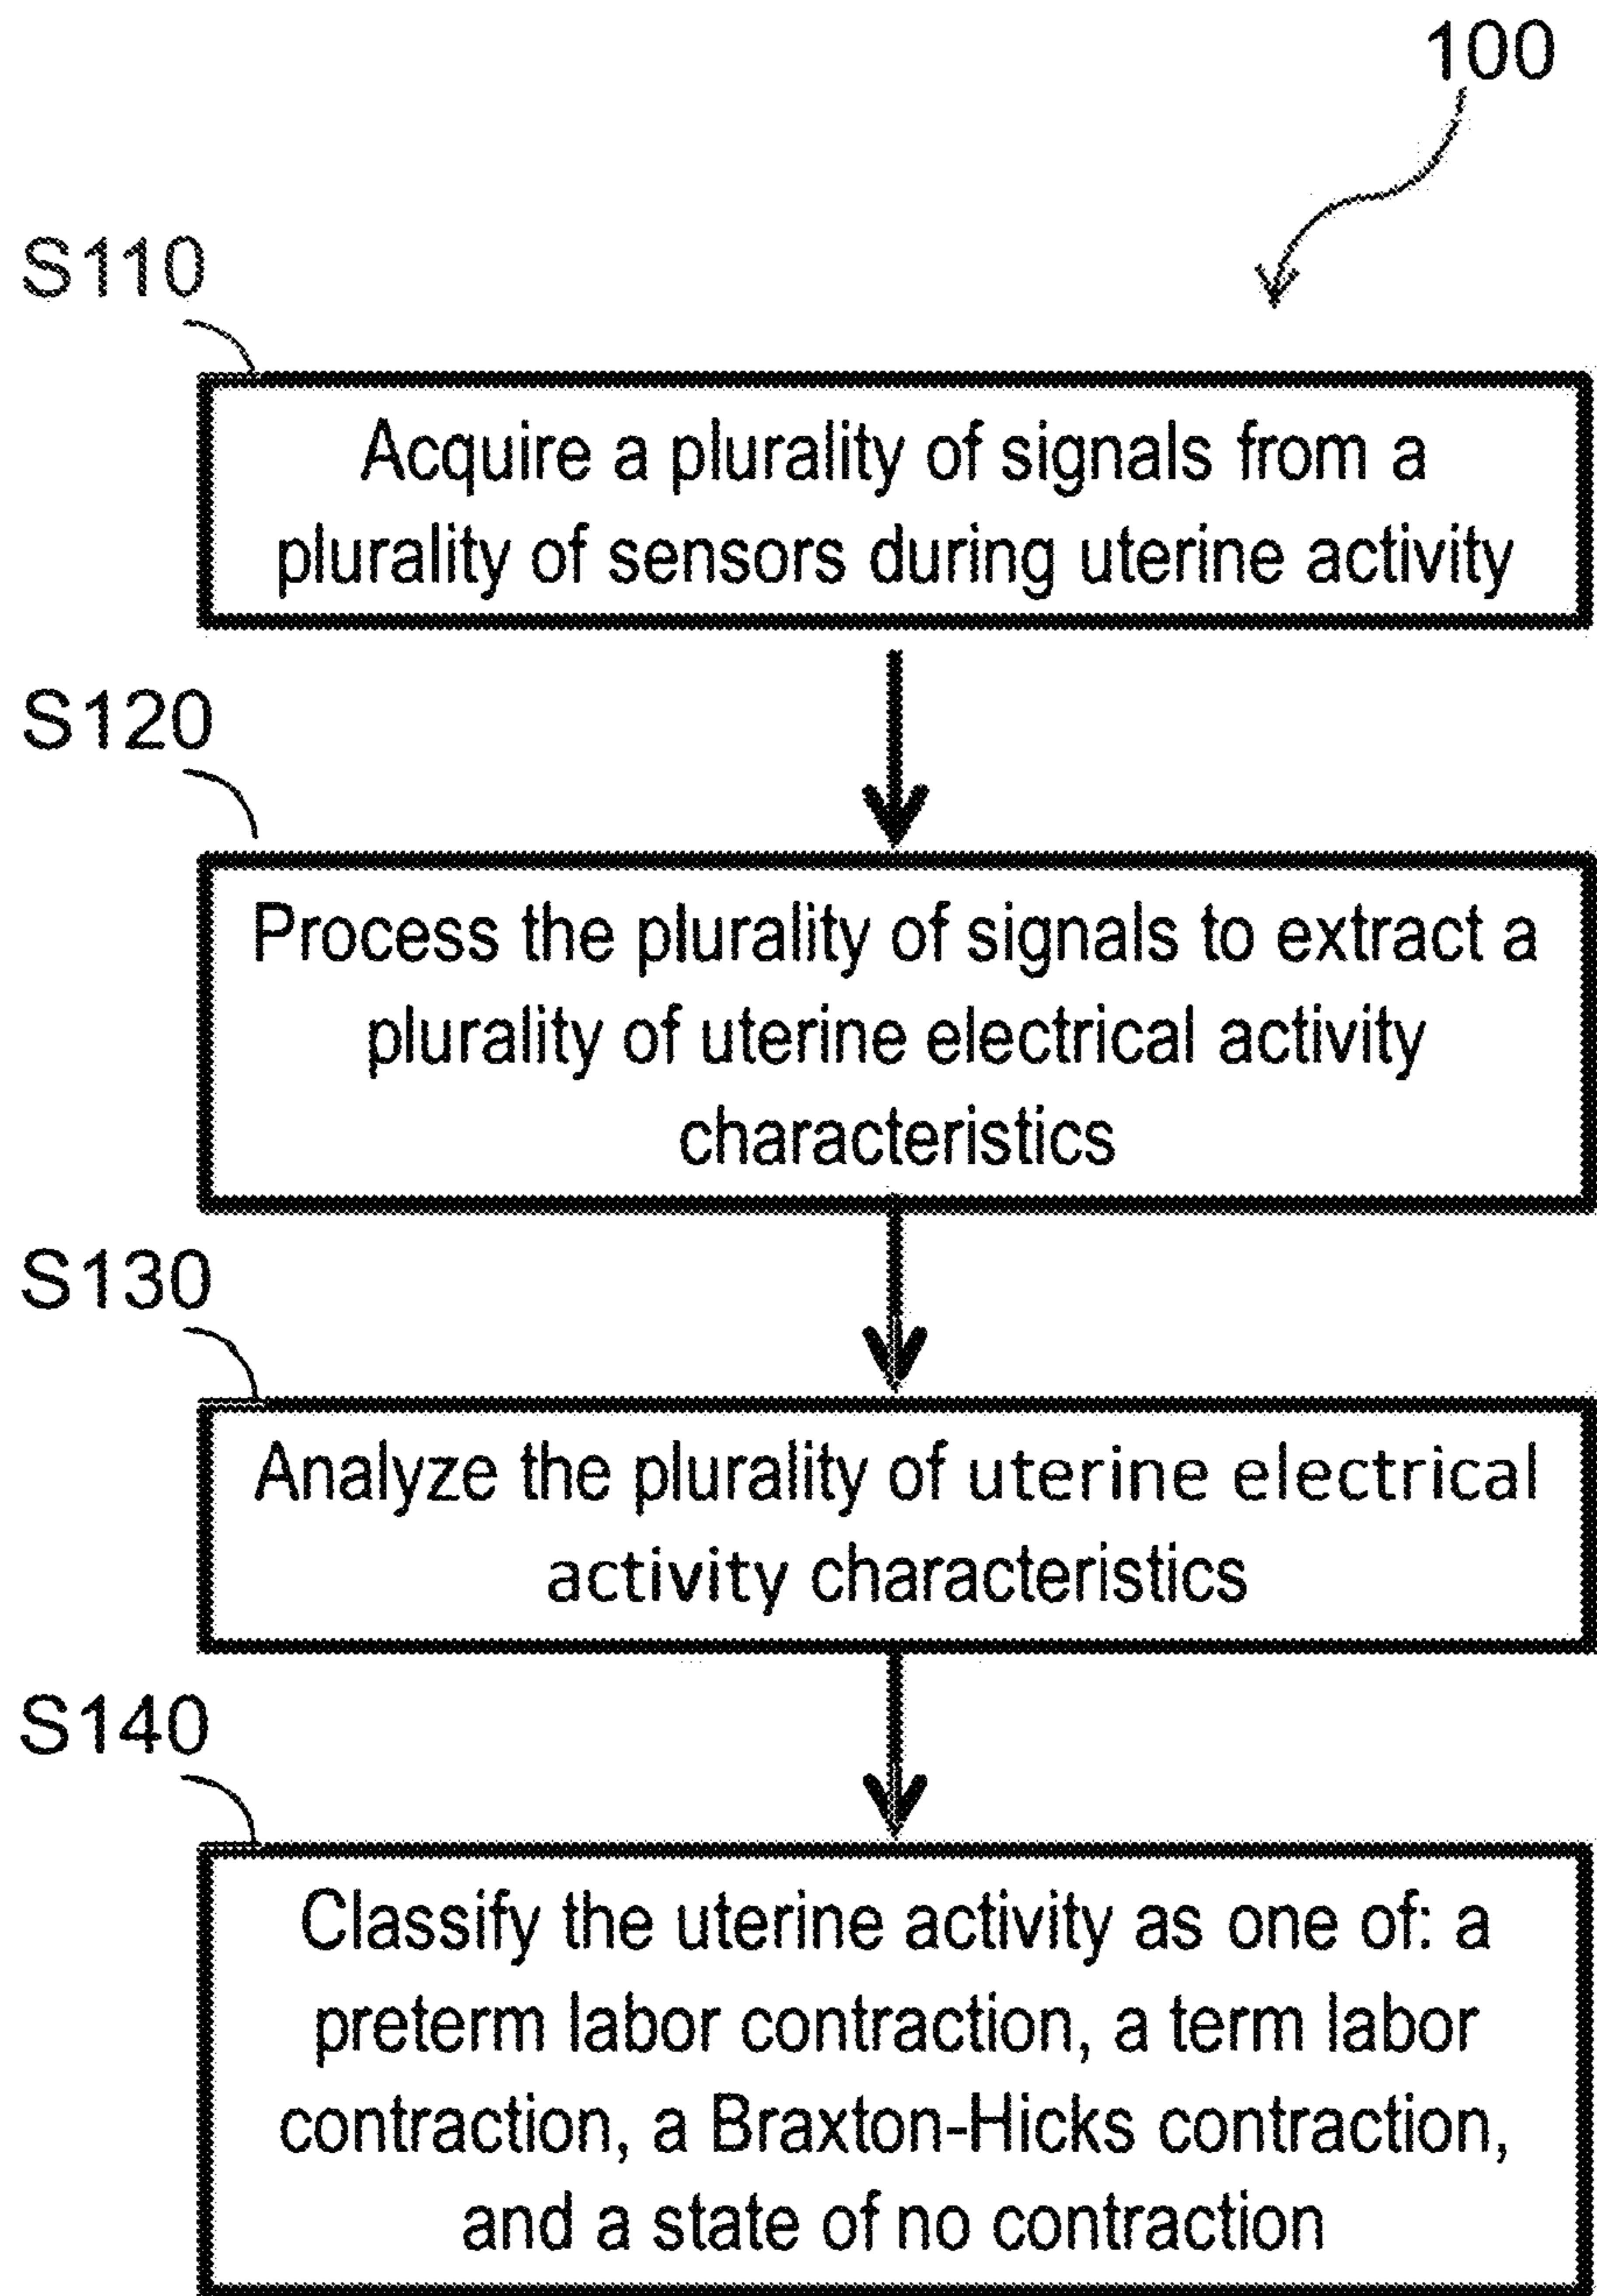 100
S110
Acquire a plurality of signals from a
plurality of sensors during uterine activity
S120
Process the plurality of signals to extract a
plurality of uterine electrical activity
characteristics
S130
Analyze the plurality of uterine electrical
activity characteristics
S140
Classify the uterine activity as one of: a
preterm labor contraction, a term labor
contraction, a Braxton-Hicks contraction,
and a state of no contraction